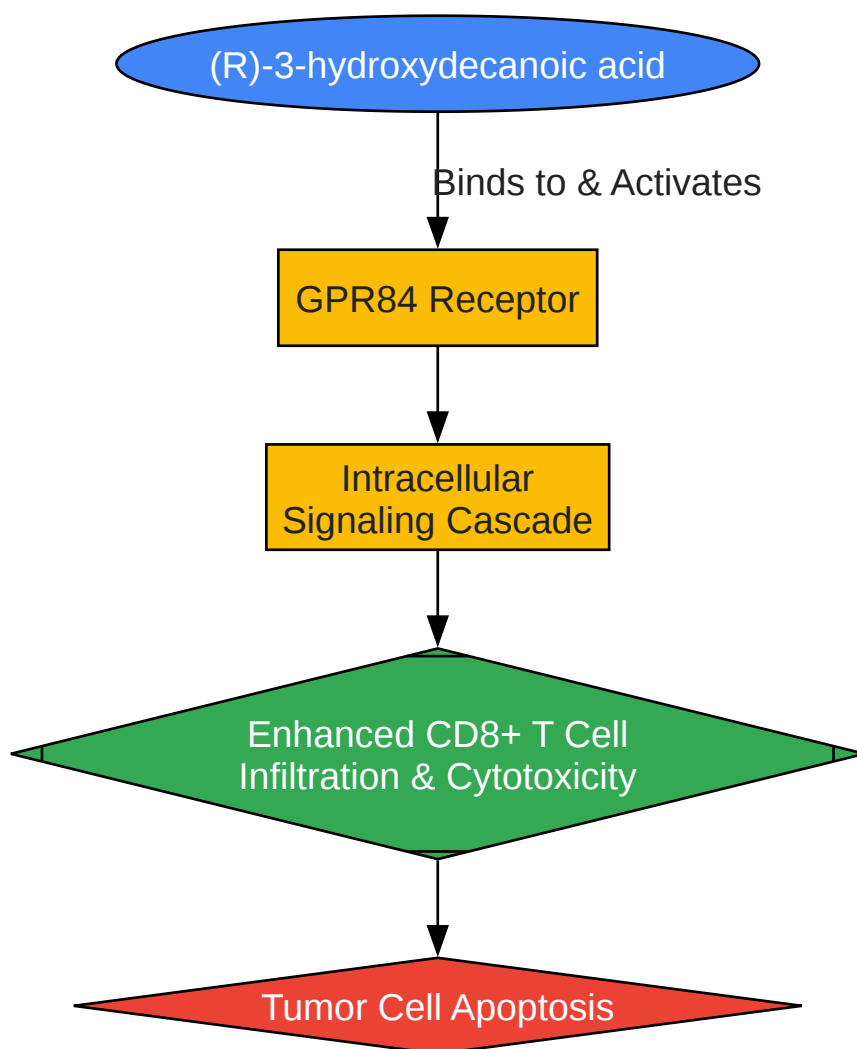 (R)-3-hydroxydecanoic acid
Binds to & Activates
GPR84 Receptor
Intracellular
Signaling Cascade
Enhanced CD8+ T Cell
Infiltration & Cytotoxicity
Tumor Cell Apoptosis